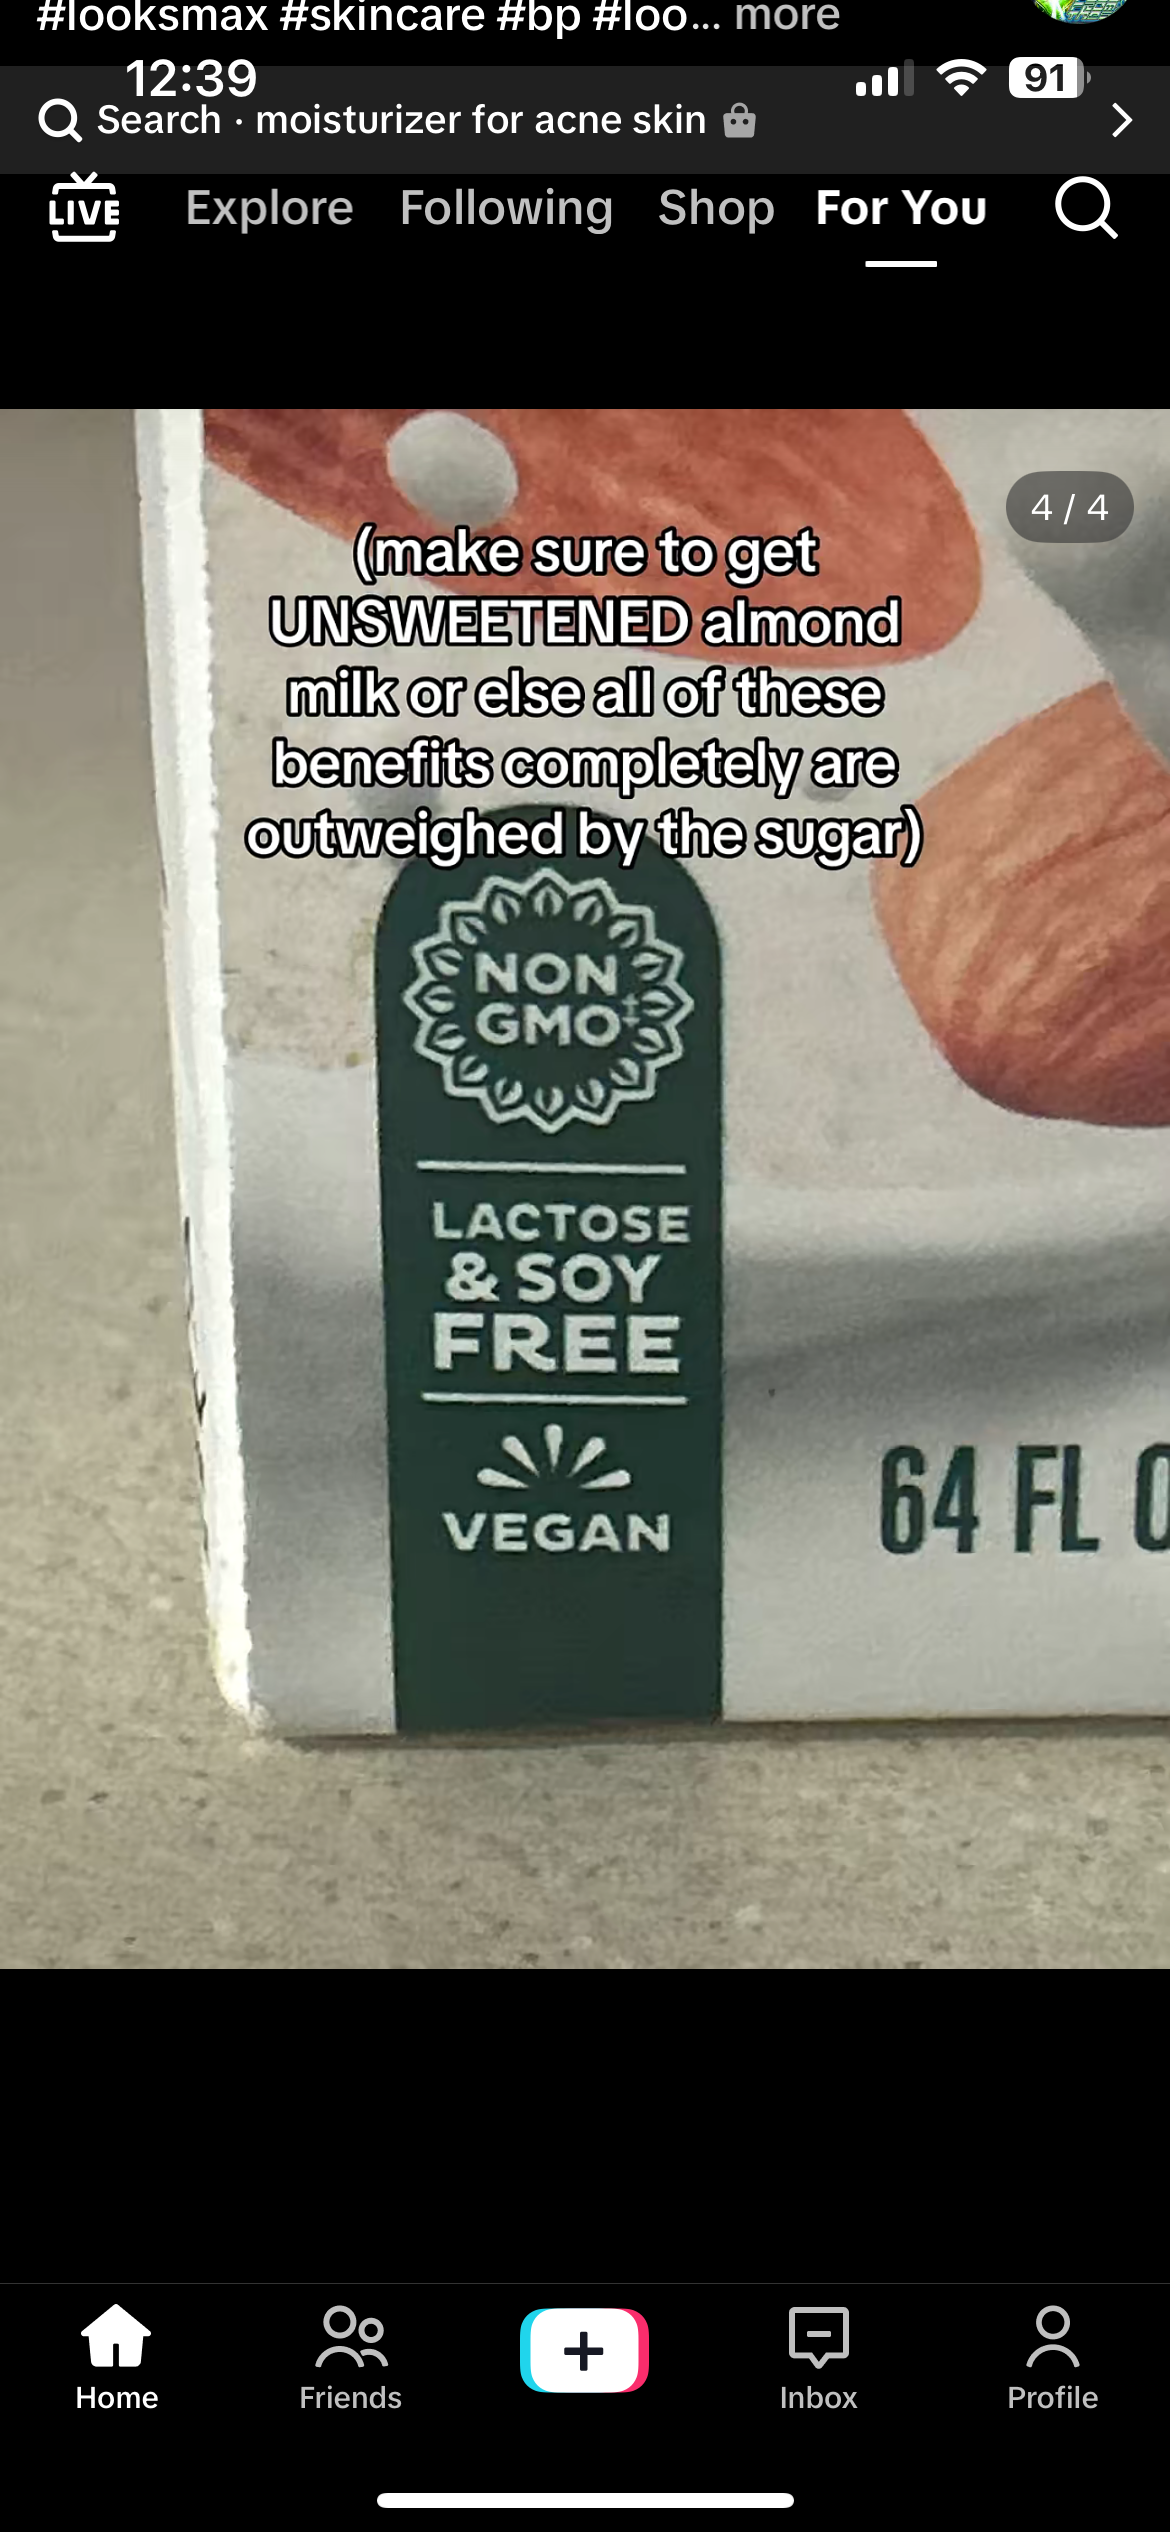 #looksmax #skincare #bp #loo... more
12:39
91
Search · moisturizer for acne skin
LIVE
Explore
Following
Shop
For You
4 / 4
(make sure to get
UNSWEETENED almond
milk or else all of these
benefits completely are
outweighed by the sugar)
NON
GMO‡
LACTOSE
& SOY
FREE
VEGAN
64 FL O
Home
Friends
Inbox
Profile